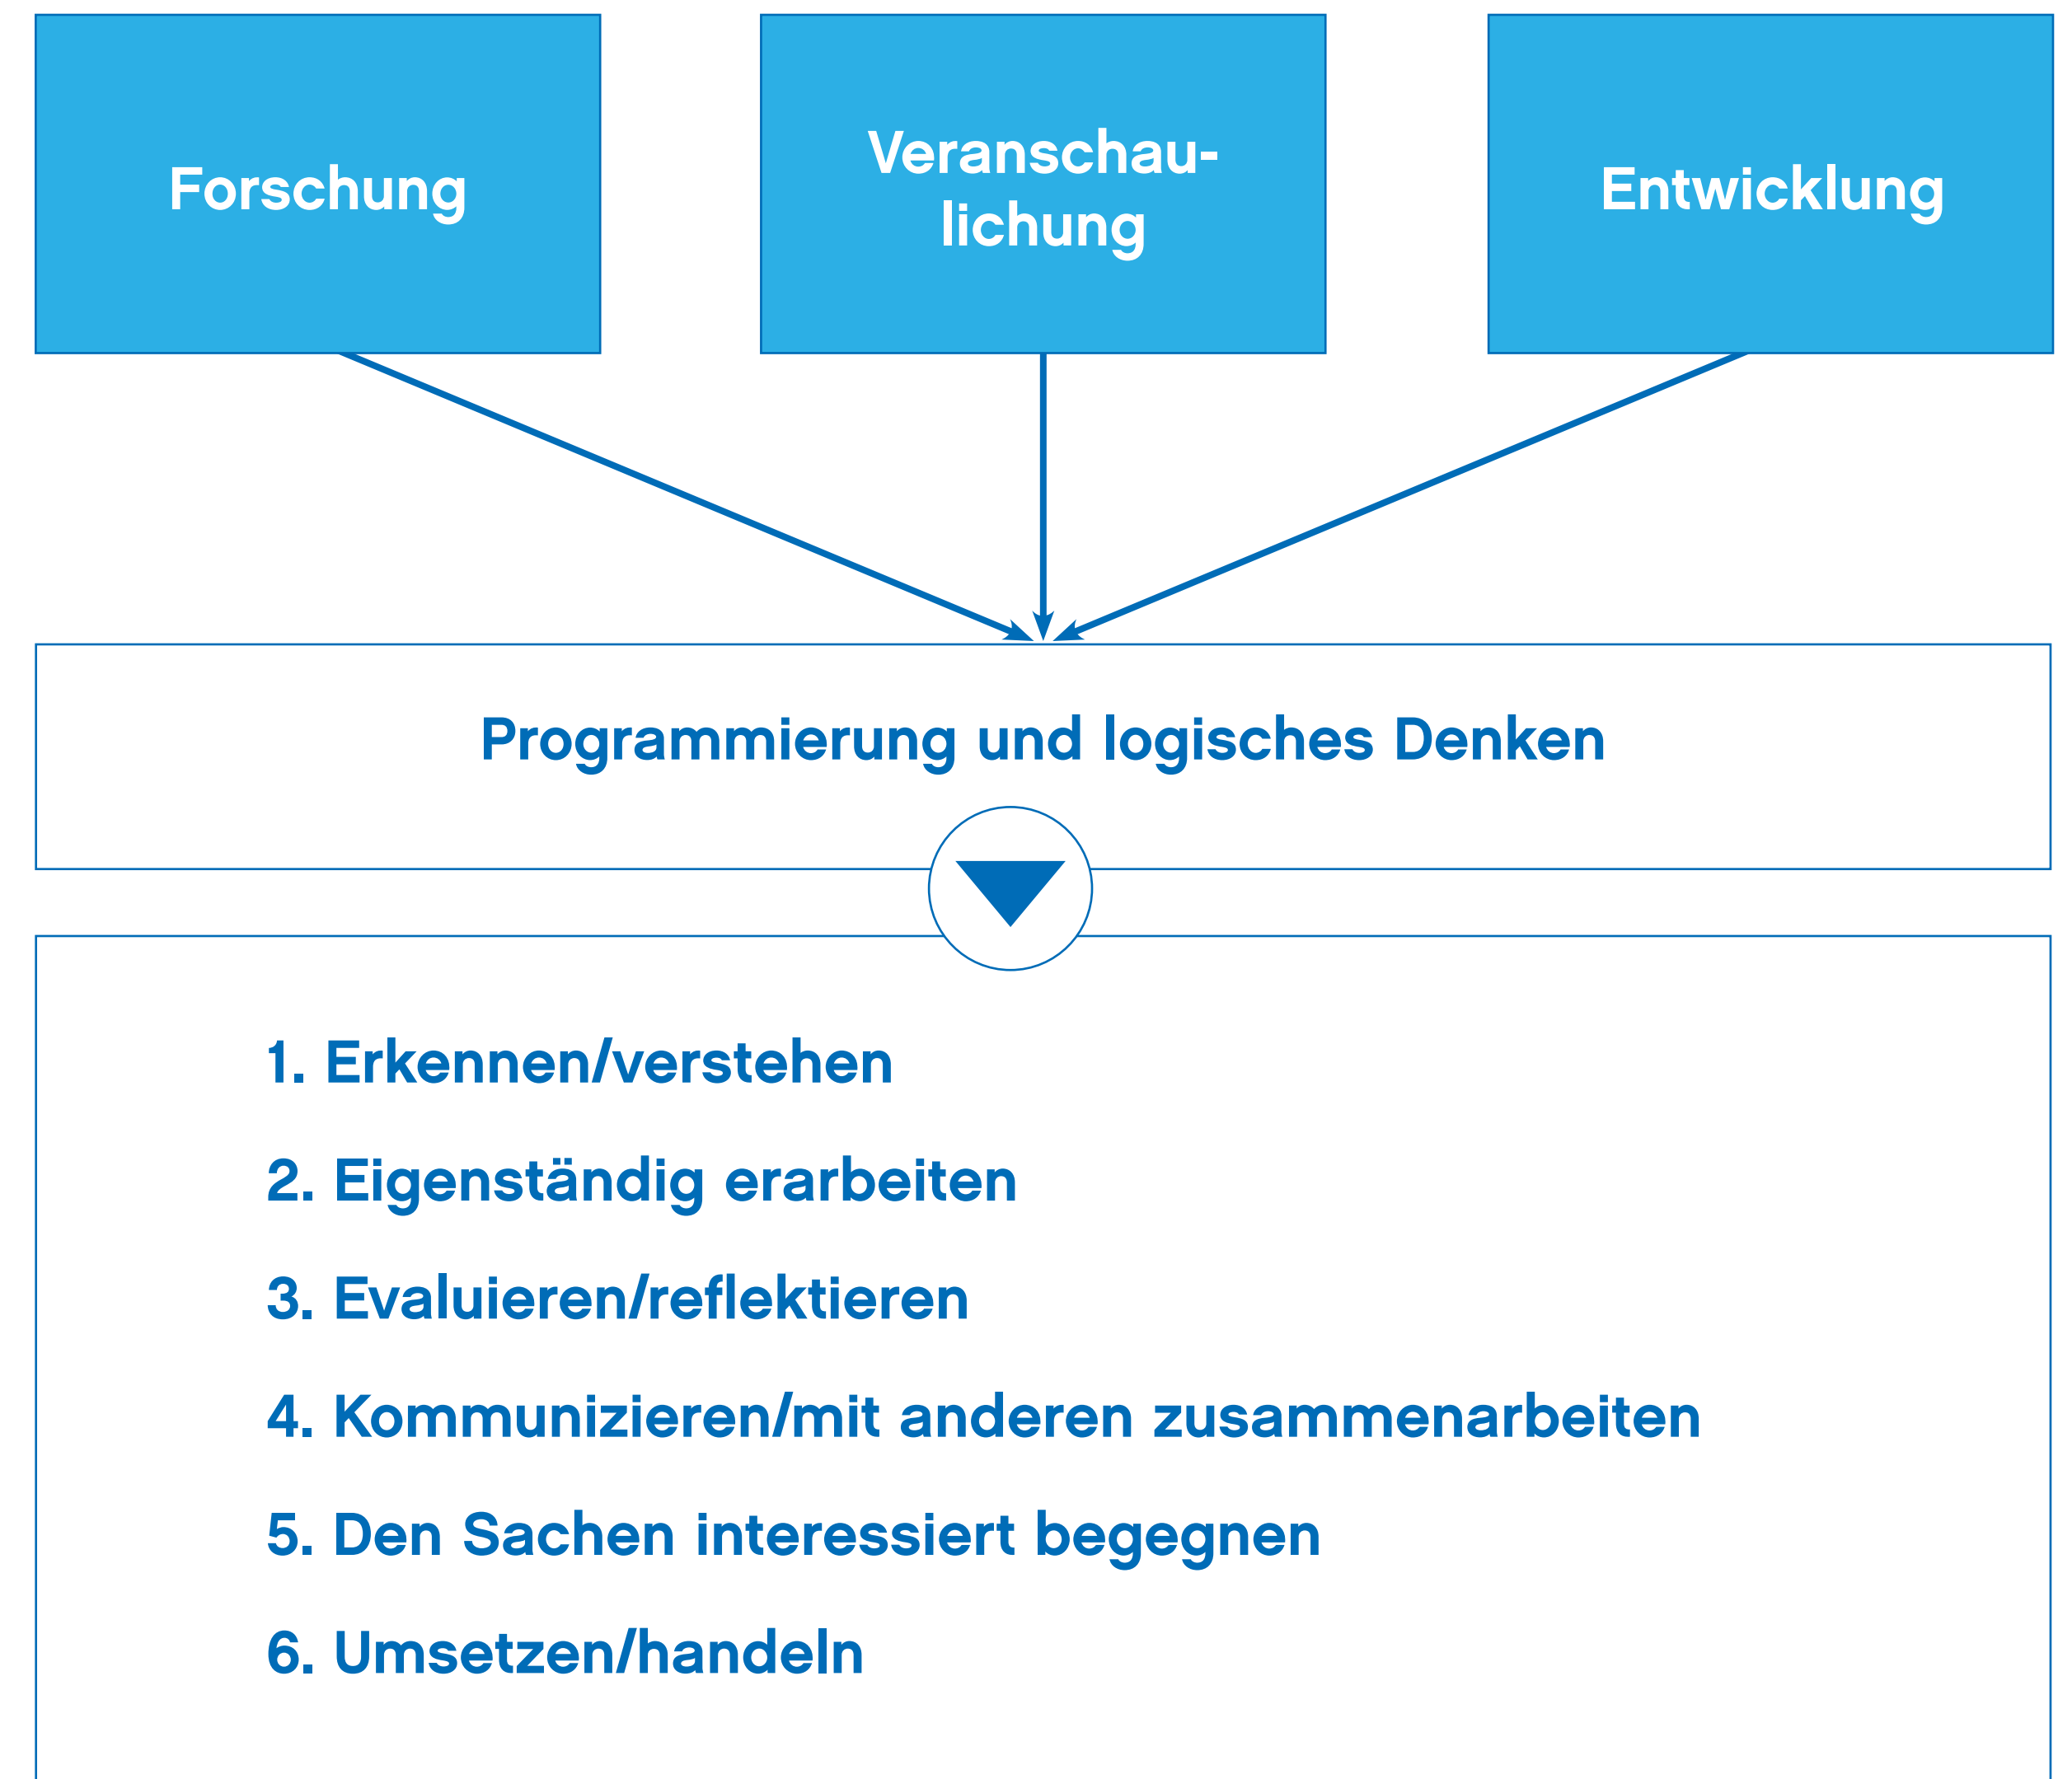 Forschung
Veranschau-
lichung
Entwicklung
Programmierung und logisches Denken
1. Erkennen/verstehen
2. Eigenständig erarbeiten
3. Evaluieren/reflektieren
4. Kommunizieren/mit anderen zusammenarbeiten
5. Den Sachen interessiert begegnen
6. Umsetzen/handeln